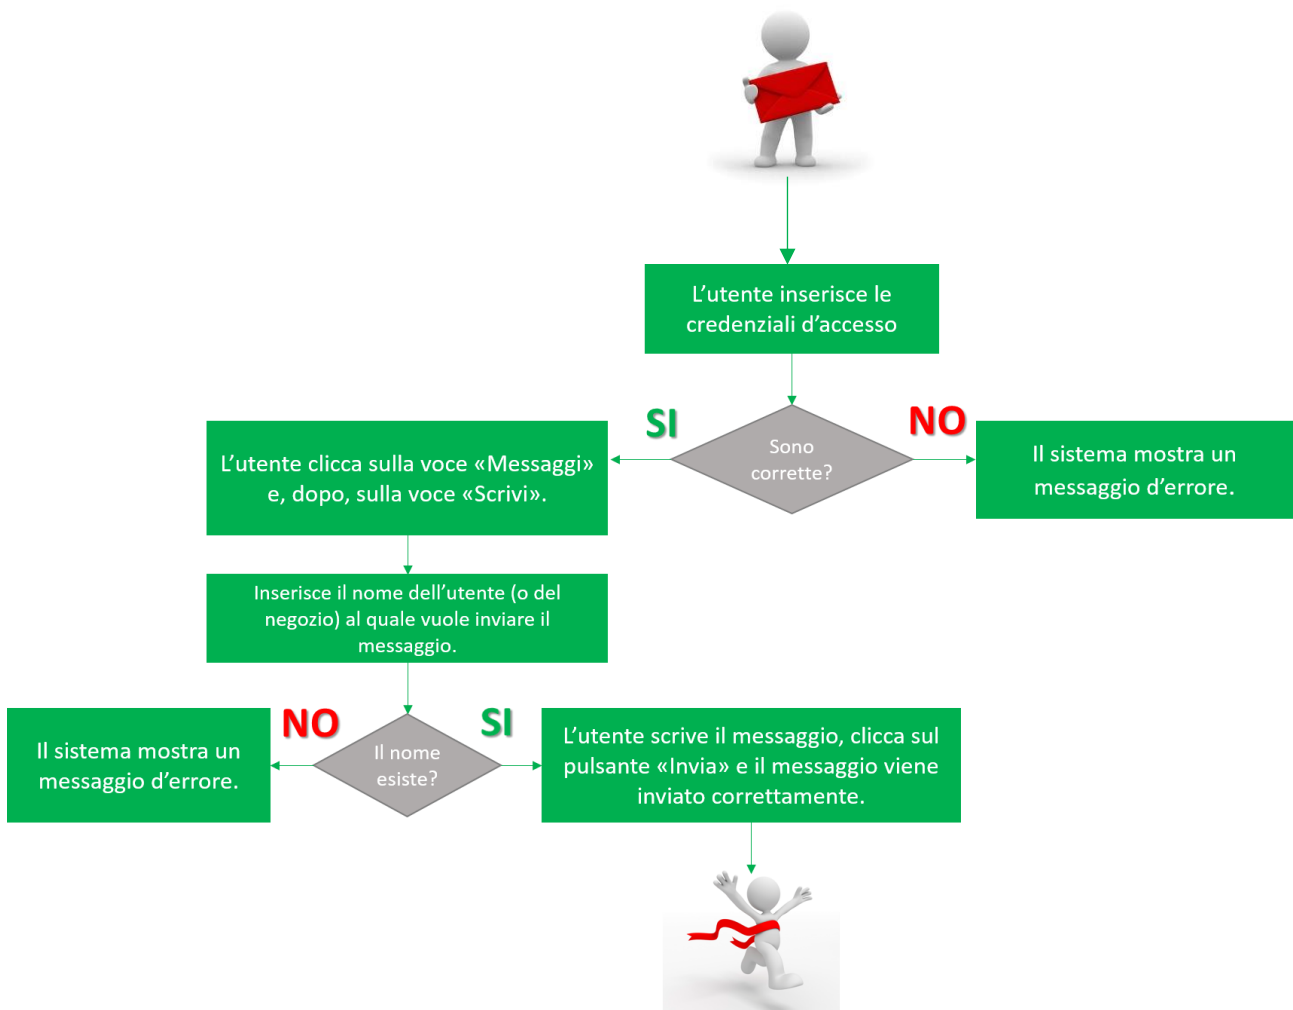 L’utente inserisce le
credenziali d’accesso
Sono
corrette?
SI
NO
L’utente clicca sulla voce «Messaggi»
e, dopo, sulla voce «Scrivi».
Il sistema mostra un
messaggio d’errore.
Inserisce il nome dell’utente (o del
negozio) al quale vuole inviare il
messaggio.
Il nome
esiste?
NO
SI
Il sistema mostra un
messaggio d’errore.
L’utente scrive il messaggio, clicca sul
pulsante «Invia» e il messaggio viene
inviato correttamente.